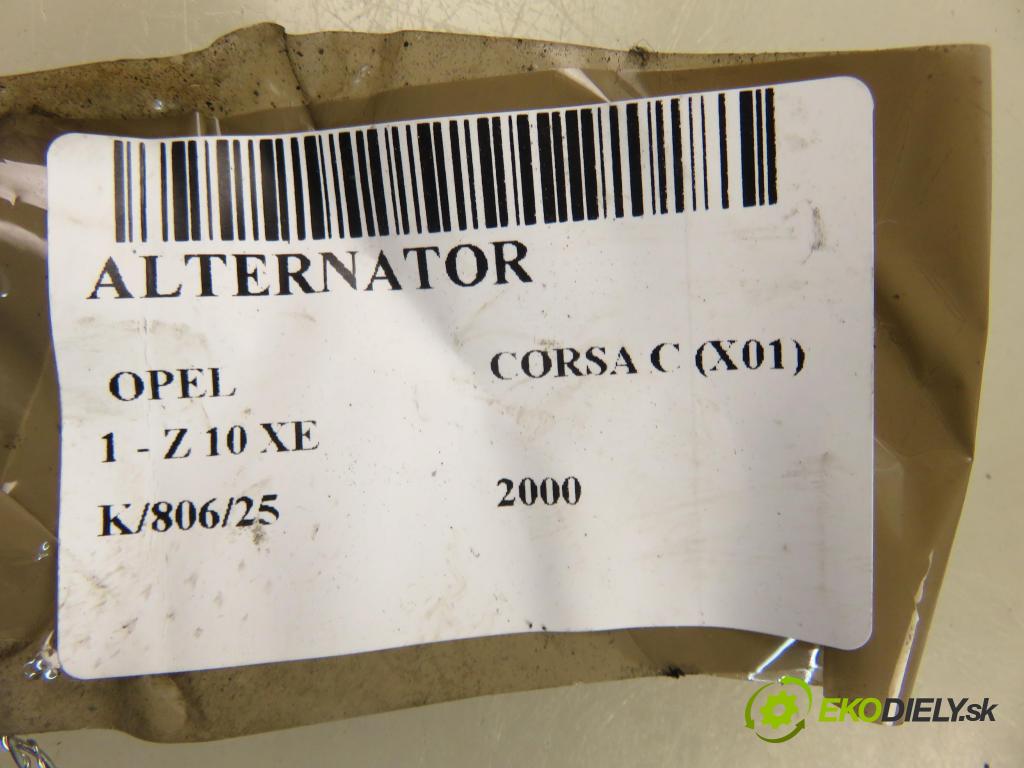 ALTERNATOR
OPEL CORSA C (X01)
1 - Z 10 XE
K/806/25 2000
EKODIELY.sk